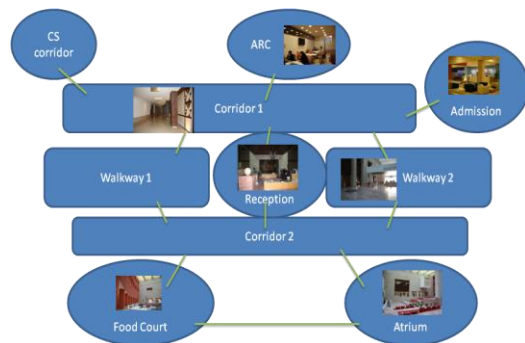 CS
corridor
ARC
Corridor 1
Admission
Walkway 1
Reception
Walkway 2
Corridor 2
Food Court
Atrium